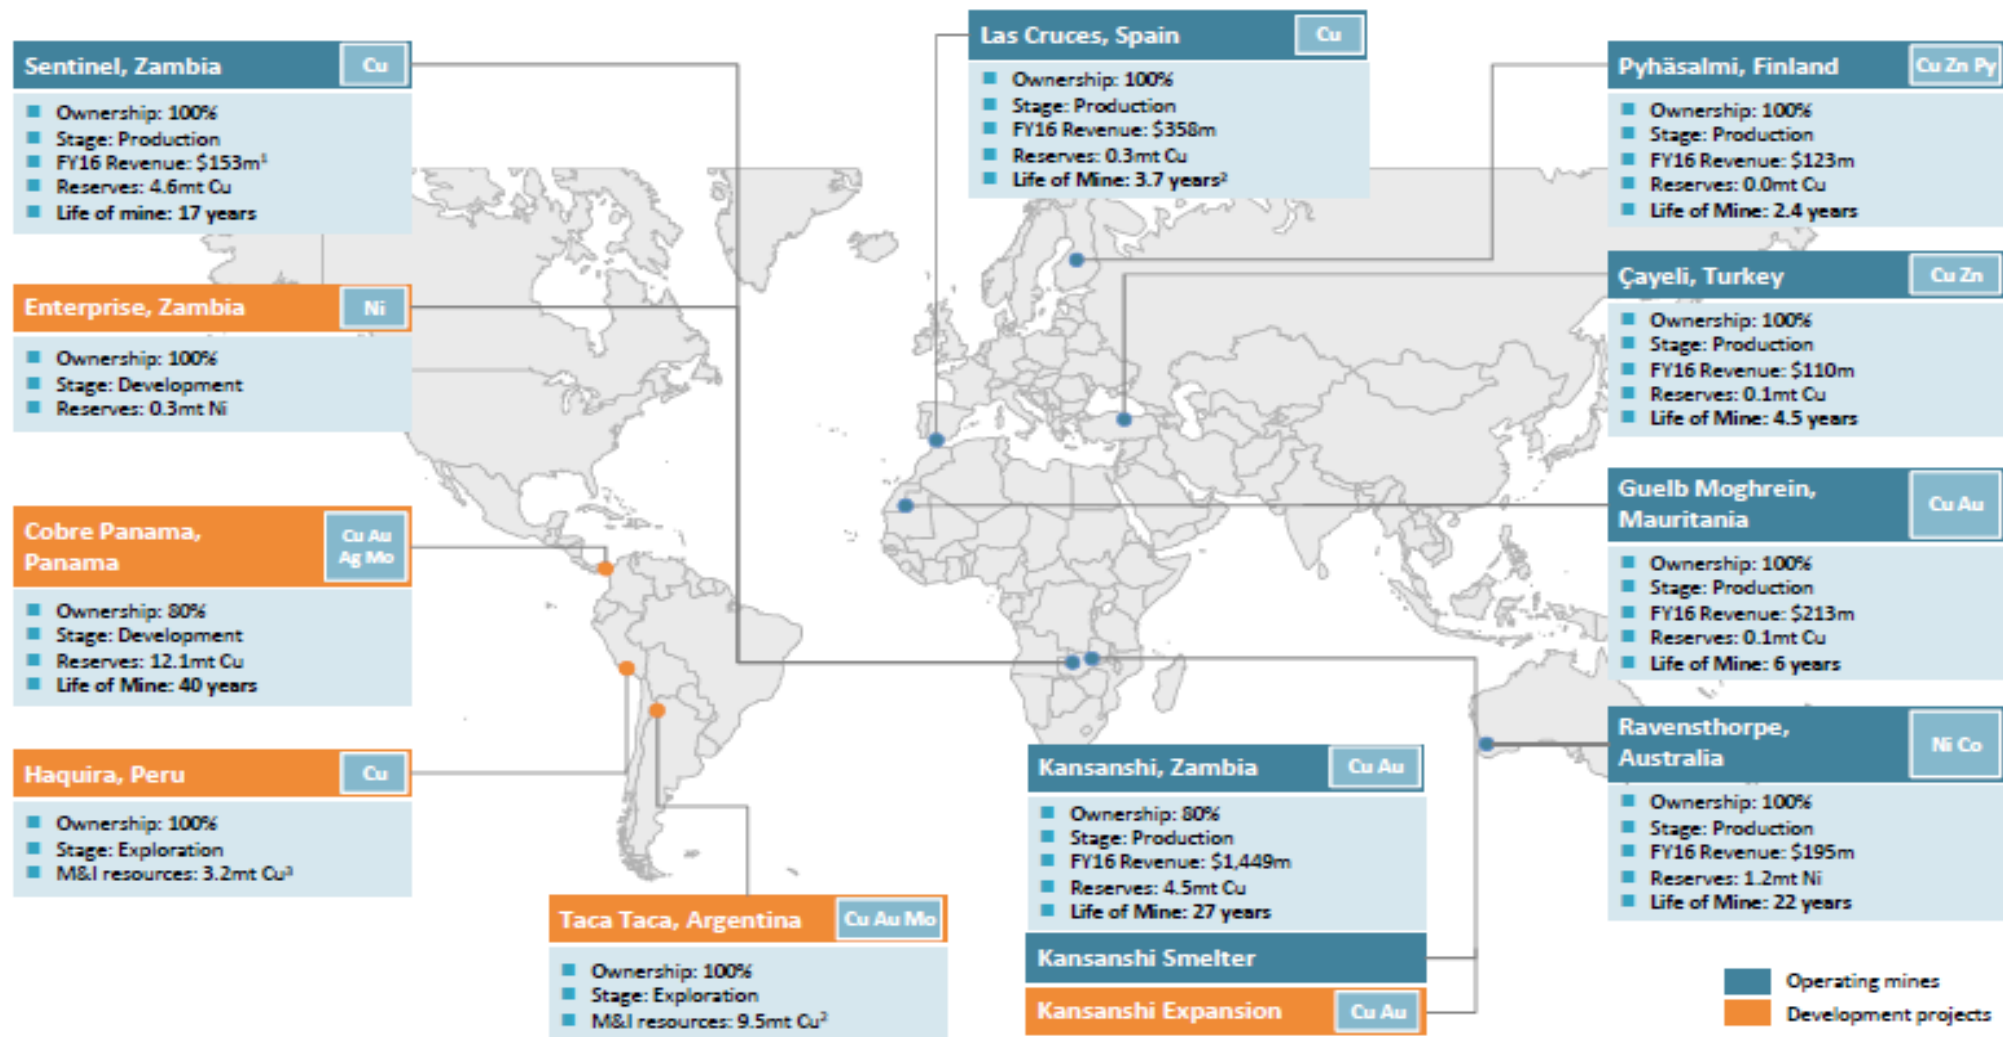 Sentinel, Zambia
Cu
Ownership: 100%
Stage: Production
FY16 Revenue: $153m¹
Reserves: 4.6mt Cu
Life of mine: 17 years
Enterprise, Zambia
Ni
Ownership: 100%
Stage: Development
Reserves: 0.3mt Ni
Cobre Panama,
Panama
Cu Au
Ag Mo
Ownership: 80%
Stage: Development
Reserves: 12.1mt Cu
Life of Mine: 40 years
Haquira, Peru
Cu
Ownership: 100%
Stage: Exploration
M&I resources: 3.2mt Cu³
Taca Taca, Argentina
Cu Au Mo
Ownership: 100%
Stage: Exploration
M&I resources: 9.5mt Cu²
Las Cruces, Spain
Cu
Ownership: 100%
Stage: Production
FY16 Revenue: $358m
Reserves: 0.3mt Cu
Life of Mine: 3.7 years²
Kansanshi, Zambia
Cu Au
Ownership: 80%
Stage: Production
FY16 Revenue: $1,449m
Reserves: 4.5mt Cu
Life of Mine: 27 years
Kansanshi Smelter
Kansanshi Expansion
Cu Au
Pyhäsalmi, Finland
Cu Zn Py
Ownership: 100%
Stage: Production
FY16 Revenue: $123m
Reserves: 0.0mt Cu
Life of Mine: 2.4 years
Çayeli, Turkey
Cu Zn
Ownership: 100%
Stage: Production
FY16 Revenue: $110m
Reserves: 0.1mt Cu
Life of Mine: 4.5 years
Guelb Moghrein,
Mauritania
Cu Au
Ownership: 100%
Stage: Production
FY16 Revenue: $213m
Reserves: 0.1mt Cu
Life of Mine: 6 years
Ravensthorpe,
Australia
Ni Co
Ownership: 100%
Stage: Production
FY16 Revenue: $195m
Reserves: 1.2mt Ni
Life of Mine: 22 years
Operating mines
Development projects